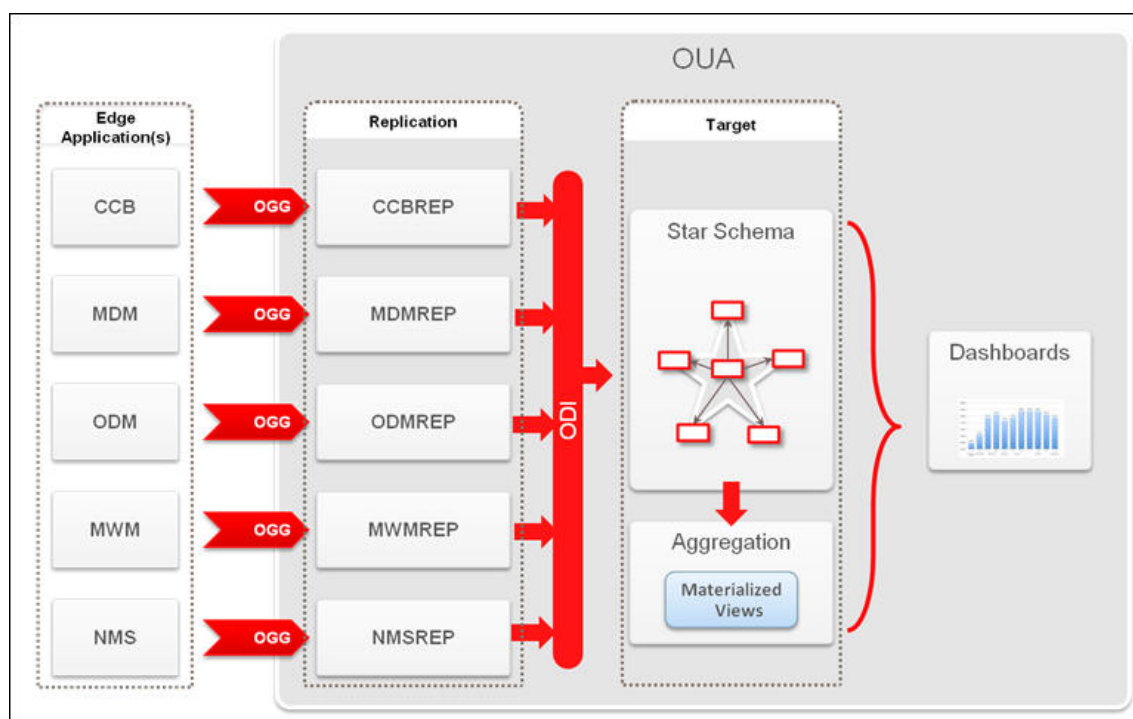 OUA
Edge
Application(s)
Replication
Target
CCB
OGG
CCBREP
Star Schema
MDM
OGG
MDMREP
ODI
Dashboards
ODM
OGG
ODMREP
MWM
OGG
MWMREP
Aggregation
Materialized
Views
NMS
OGG
NMSREP